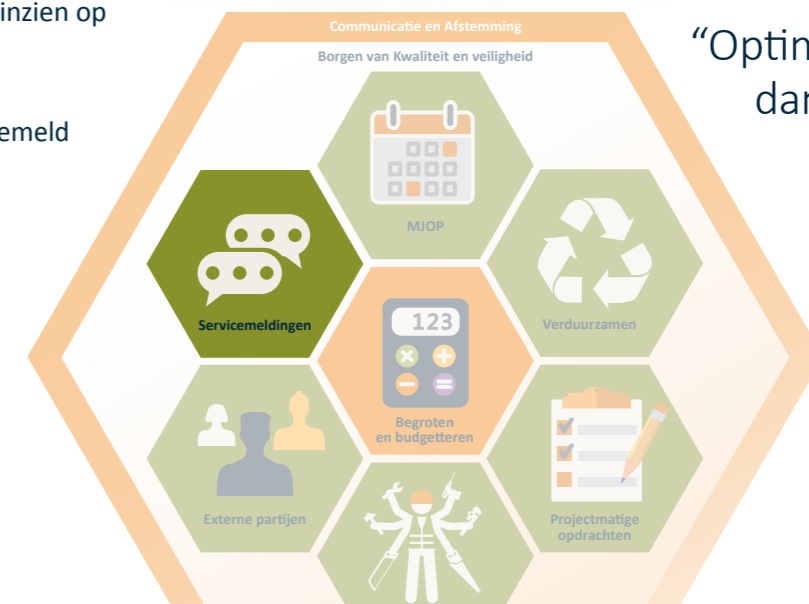 inzien op
emeld
“Optin
dan
Communicatie en Afstemming
Borgen van Kwaliteit en veiligheid
MJOP
Servicemeldingen
Verduurzamen
123
Begroten
en budgetteren
Externe partijen
Projectmatige
opdrachten